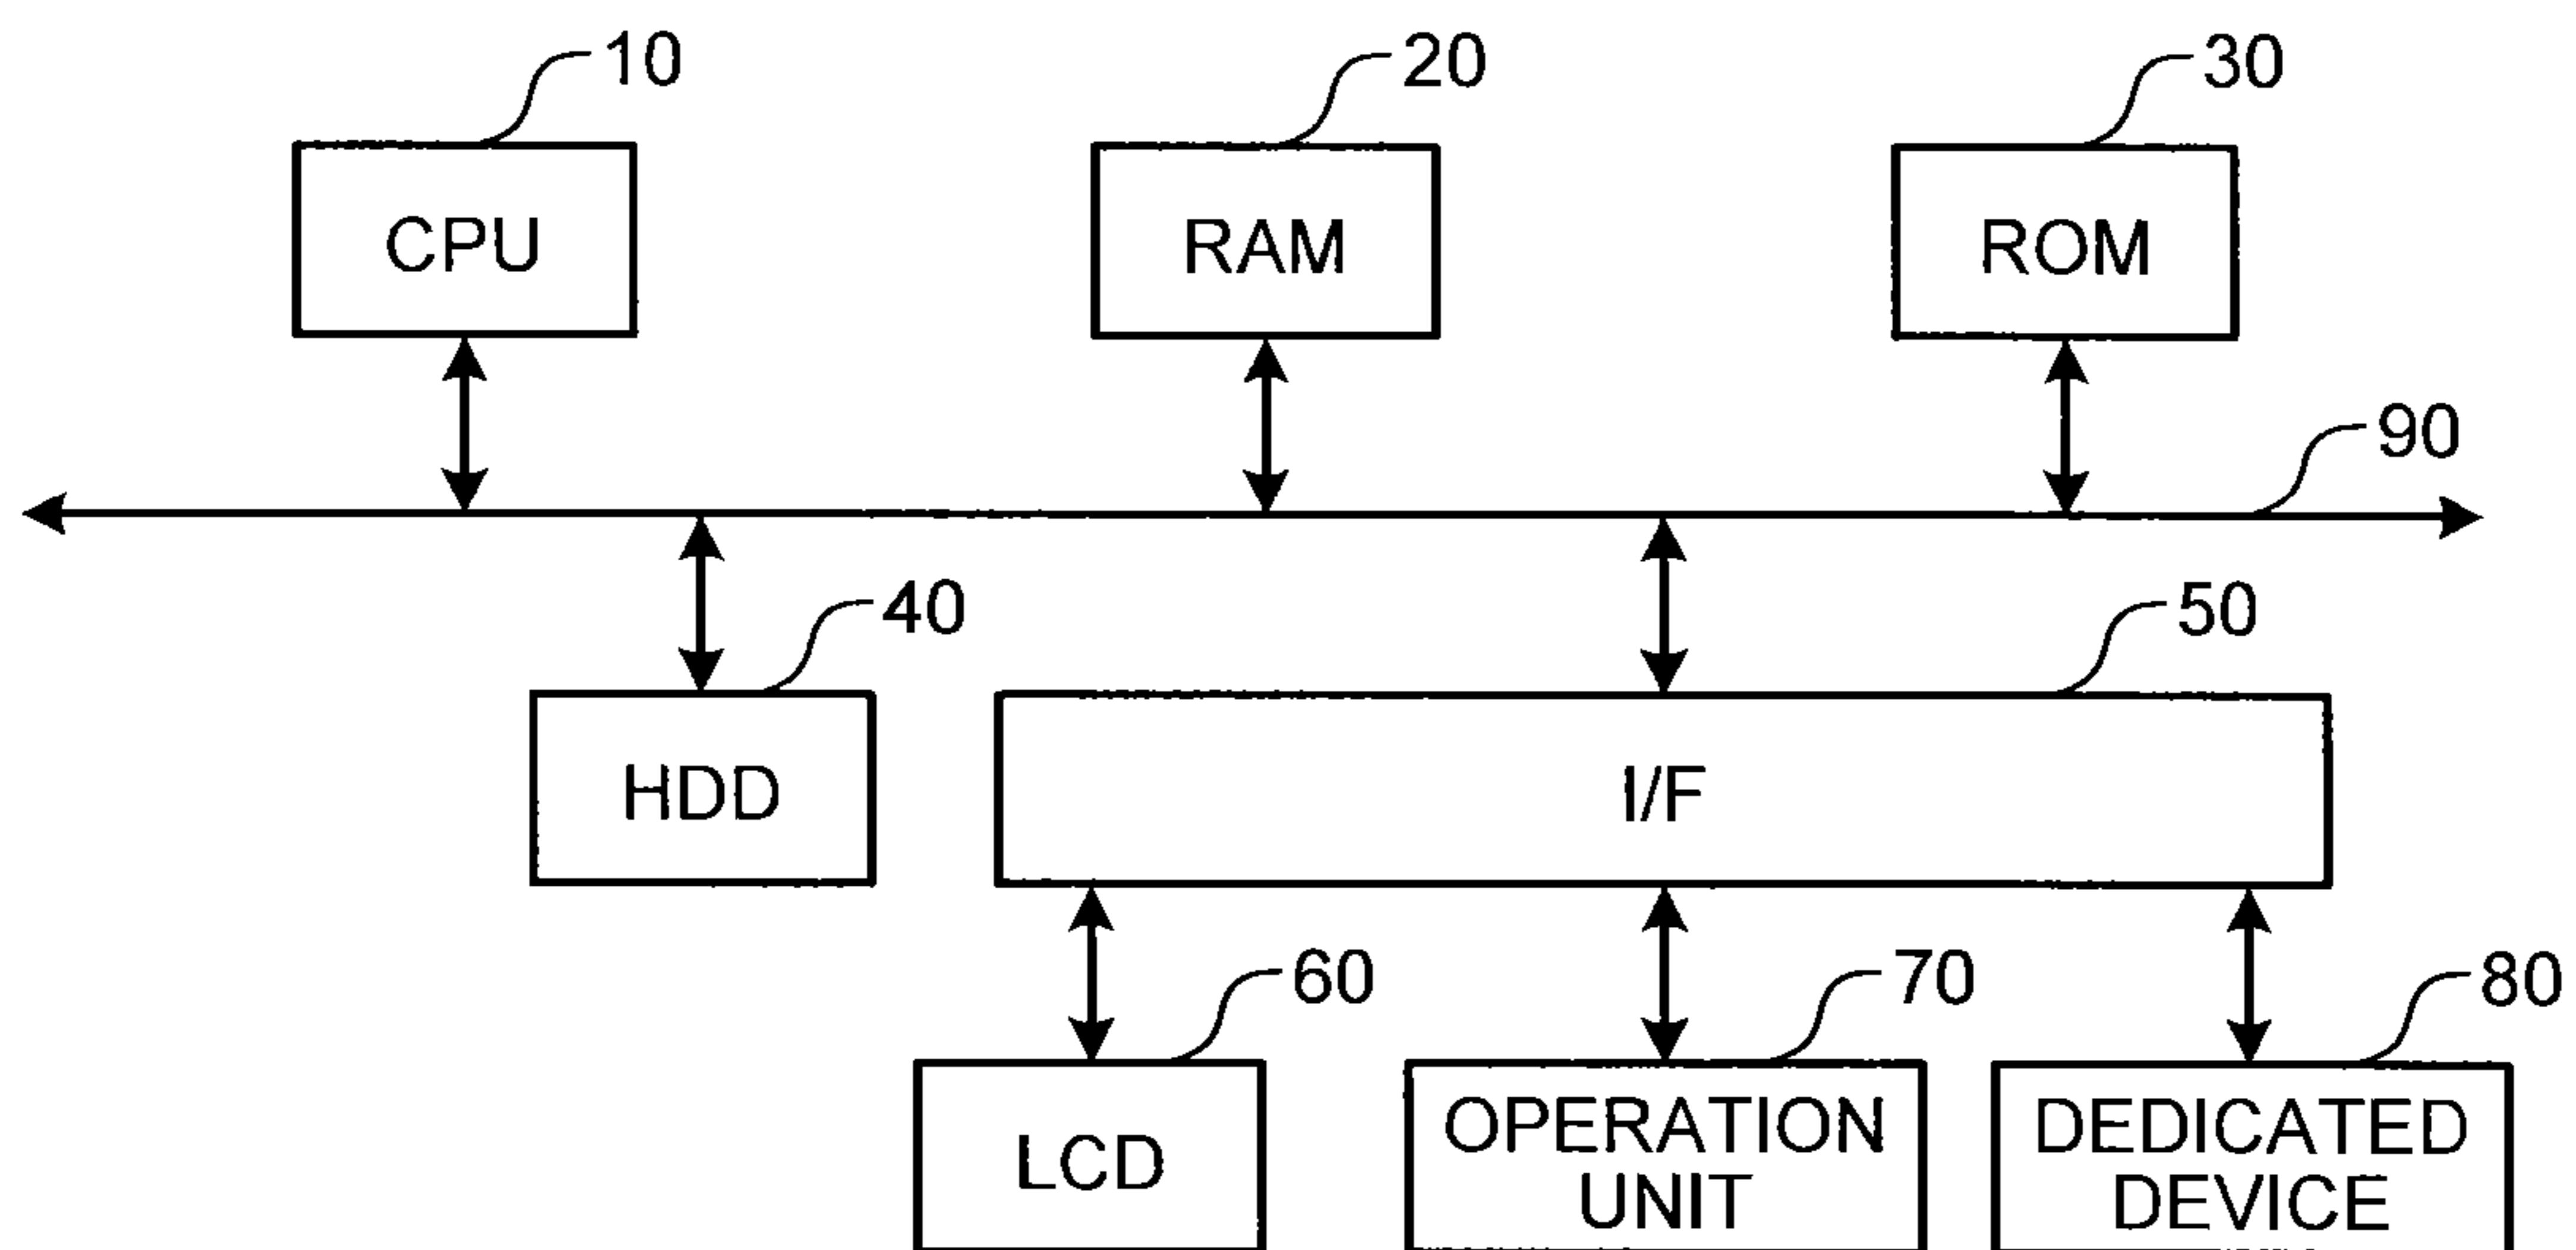 10
20
30
CPU
RAM
ROM
90
40
50
HDD
I/F
60
70
80
LCD
OPERATION
UNIT
DEDICATED
DEVICE